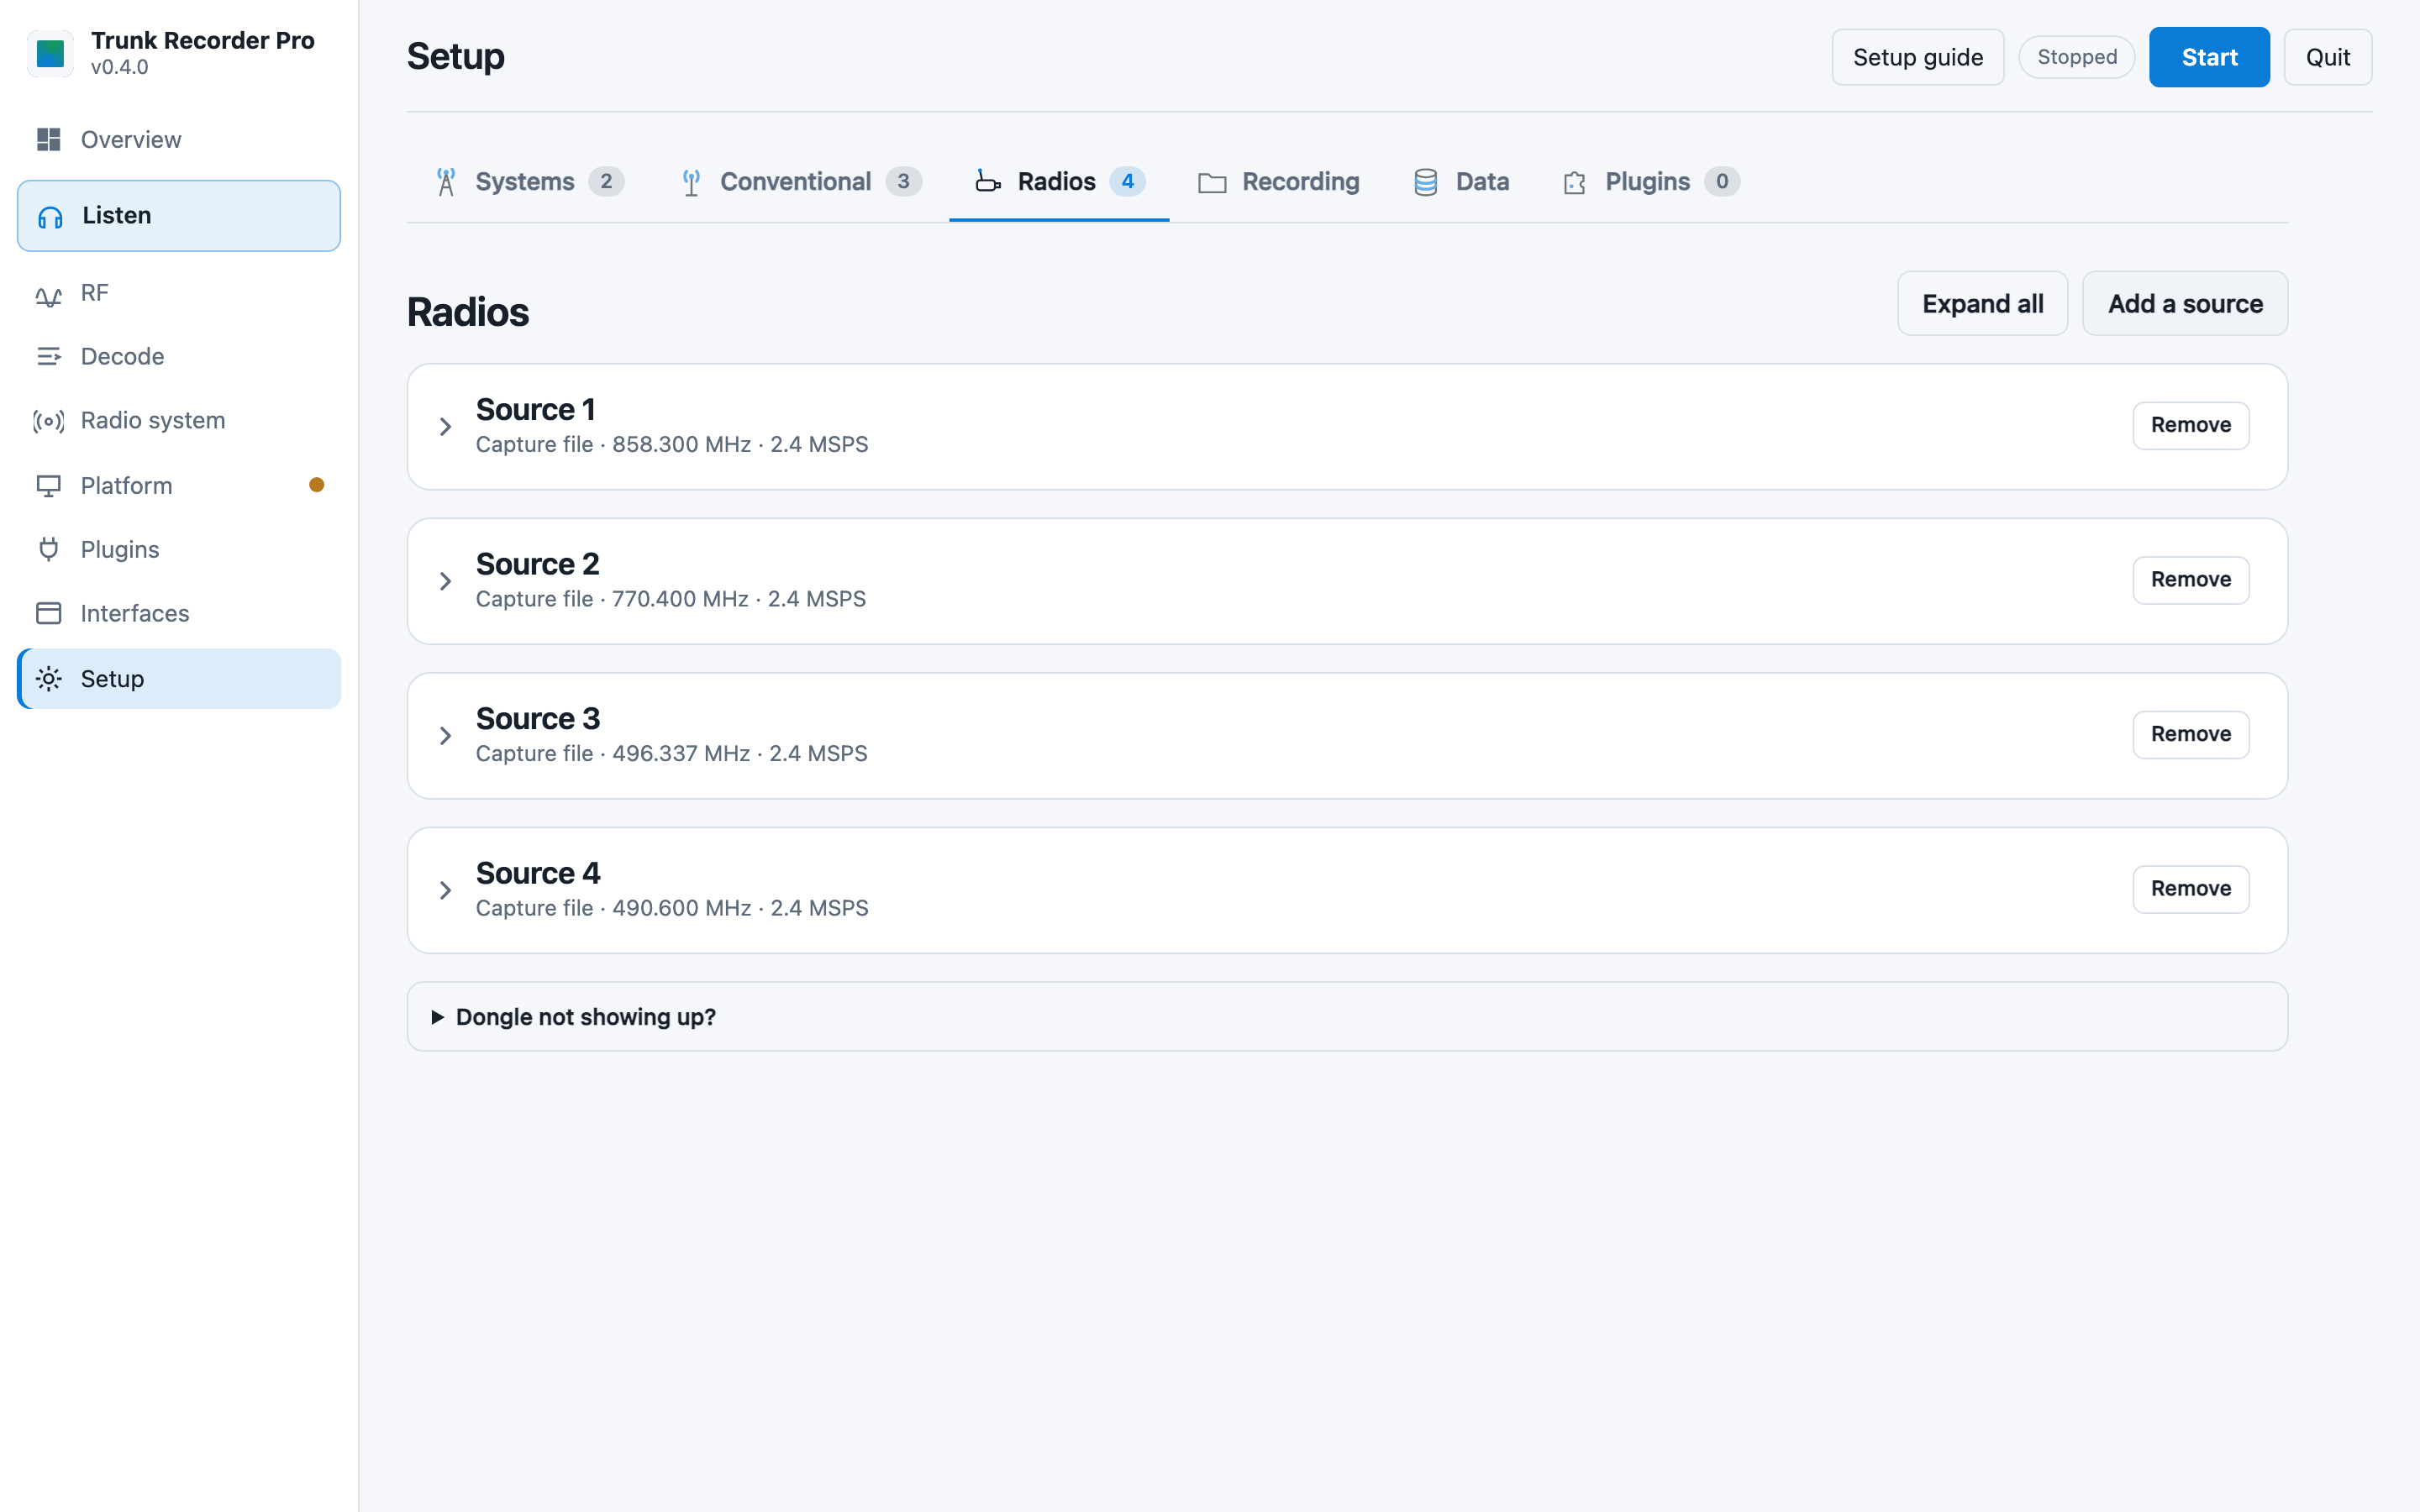 Trunk Recorder Pro
v0.4.0
Overview
Listen
RF
Decode
Radio system
Platform
Plugins
Interfaces
Setup
Setup
Setup guide
Stopped
Start
Quit
Systems 2
Conventional 3
Radios 4
Recording
Data
Plugins 0
Radios
Expand all
Add a source
Source 1
Capture file · 858.300 MHz · 2.4 MSPS
Remove
Source 2
Capture file · 770.400 MHz · 2.4 MSPS
Remove
Source 3
Capture file · 496.337 MHz · 2.4 MSPS
Remove
Source 4
Capture file · 490.600 MHz · 2.4 MSPS
Remove
Dongle not showing up?